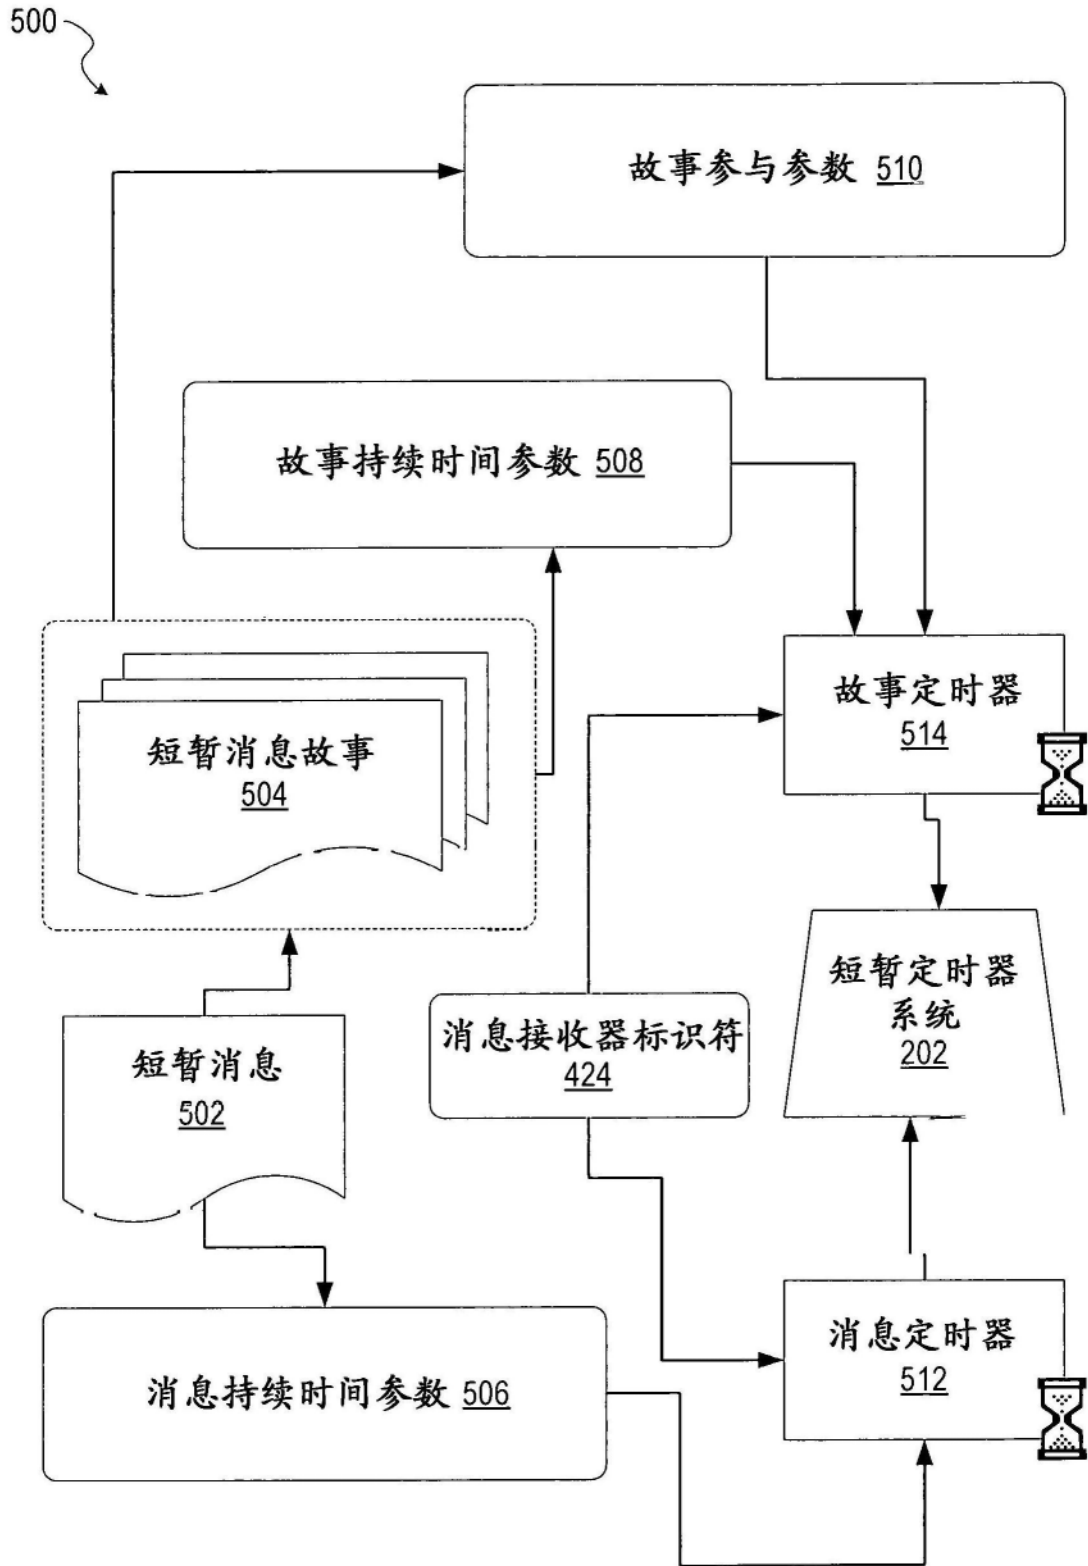 500
故事参与参数 510
故事持续时间参数 508
短暂消息故事
504
故事定时器
514
短暂定时器
系统
202
消息接收器标识符
424
短暂消息
502
消息定时器
512
消息持续时间参数 506